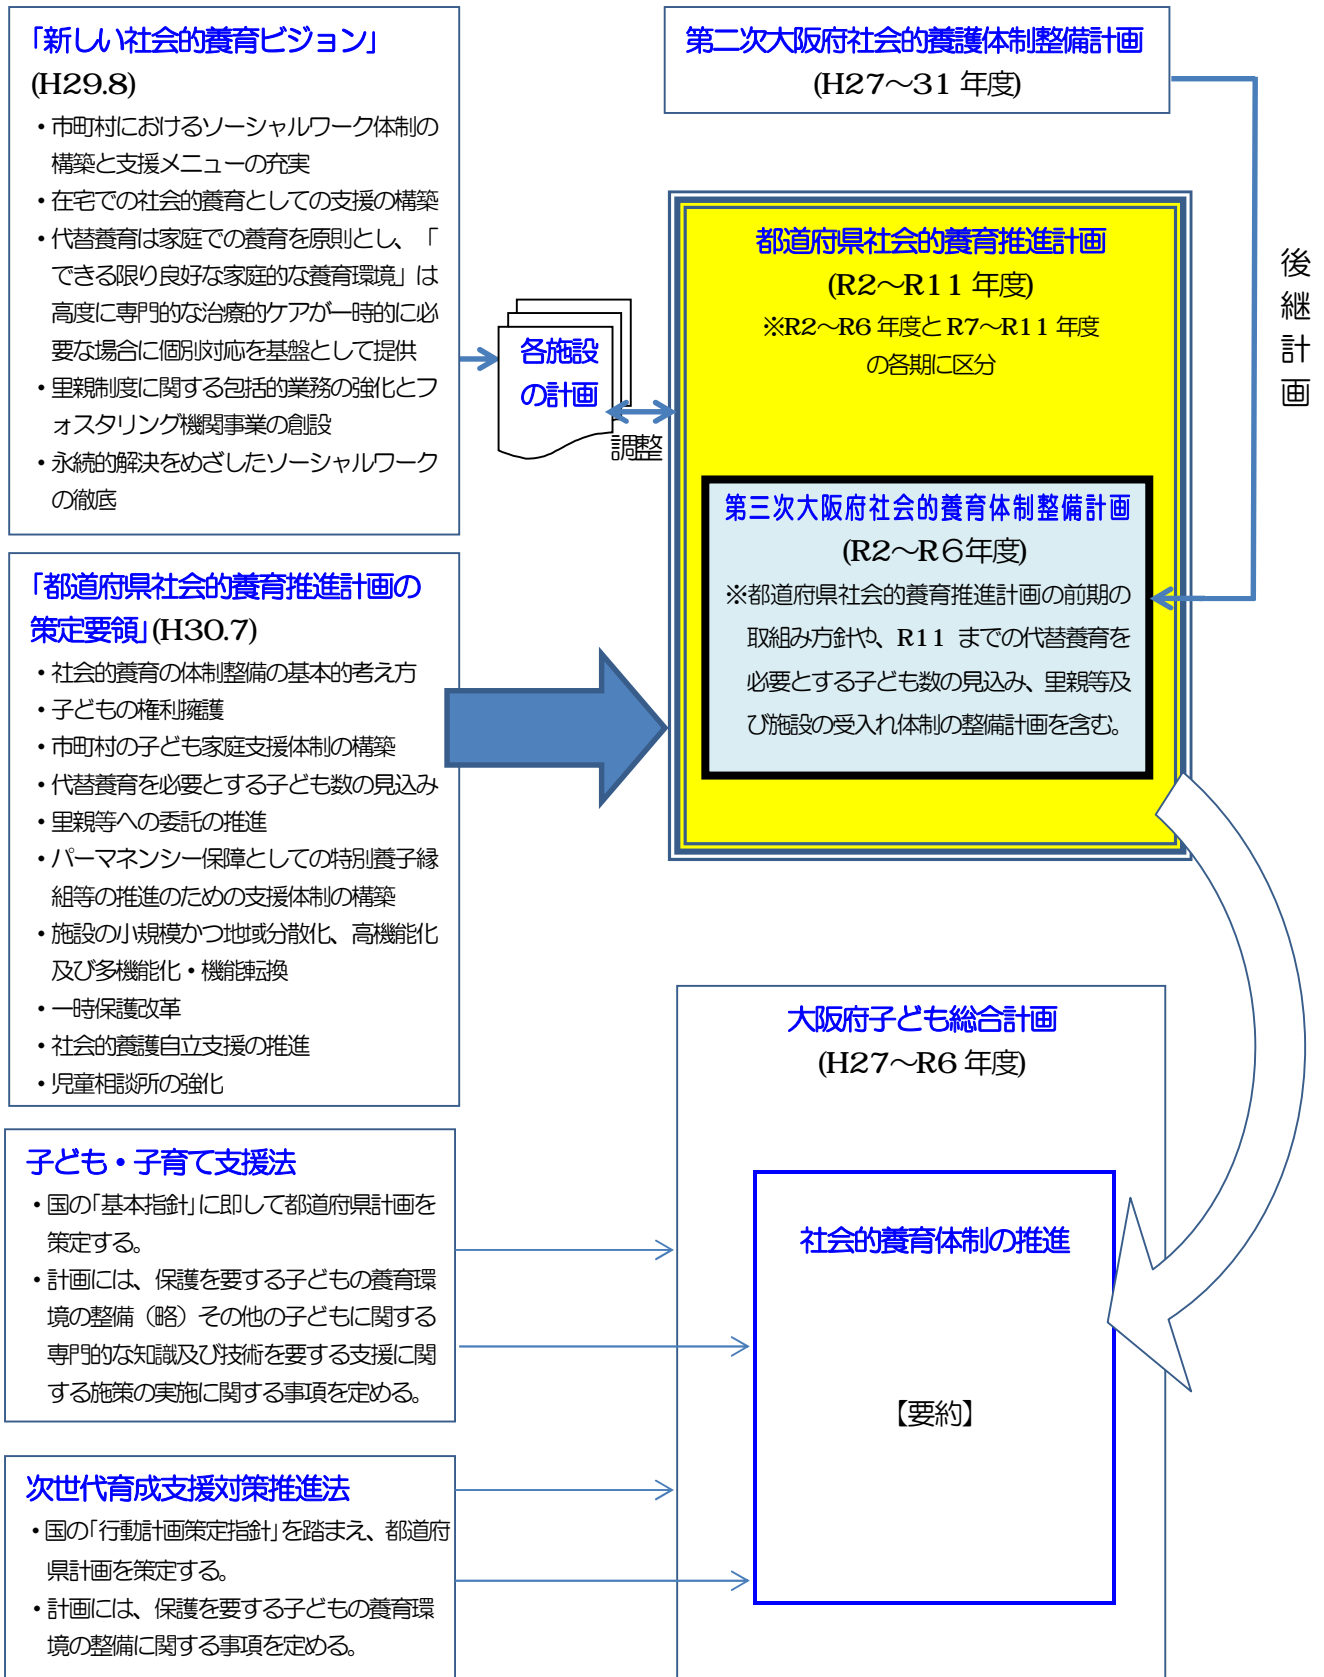 「新しい社会的養育ビジョン」
(H29.8)
・市町村におけるソーシャルワーク体制の
構築と支援メニューの充実
・在宅での社会的養育としての支援の構築
・代替養育は家庭での養育を原則とし、「
できる限り良好な家庭的な養育環境」は
高度に専門的な治療的ケアが一時的に必
要な場合に個別対応を基盤として提供
・里親制度に関する包括的業務の強化とフ
ォスタリング機関事業の創設
・永続的解決をめざしたソーシャルワーク
の徹底
「都道府県社会的養育推進計画の
策定要領」(H30.7)
・社会的養育の体制整備の基本的考え方
・子どもの権利擁護
・市町村の子ども家庭支援体制の構築
・代替養育を必要とする子ども数の見込み
・里親等への委託の推進
・パーマネンシー保障としての特別養子縁
組等の推進のための支援体制の構築
・施設の小規模かつ地域分散化、高機能化
及び多機能化・機能転換
・一時保護改革
・社会的養護自立支援の推進
・児童相談所の強化
子ども・子育て支援法
・国の「基本指針」に即して都道府県計画を
策定する。
・計画には、保護を要する子どもの養育環
境の整備（略）その他の子どもに関する
専門的な知識及び技術を要する支援に関
する施策の実施に関する事項を定める。
次世代育成支援対策推進法
・国の「行動計画策定指針」を踏まえ、都道府
県計画を策定する。
・計画には、保護を要する子どもの養育環
境の整備に関する事項を定める。
各施設
の計画
調整
第二次大阪府社会的養護体制整備計画
(H27～31 年度)
後継計画
都道府県社会的養育推進計画
(R2～R11 年度)
※R2～R6 年度と R7～R11 年度
の各期に区分
第三次大阪府社会的養育体制整備計画
(R2～R６年度)
※都道府県社会的養育推進計画の前期の
取組み方針や、R11 までの代替養育を
必要とする子ども数の見込み、里親等及
び施設の受入れ体制の整備計画を含む。
大阪府子ども総合計画
(H27～R6 年度)
社会的養育体制の推進
【要約】